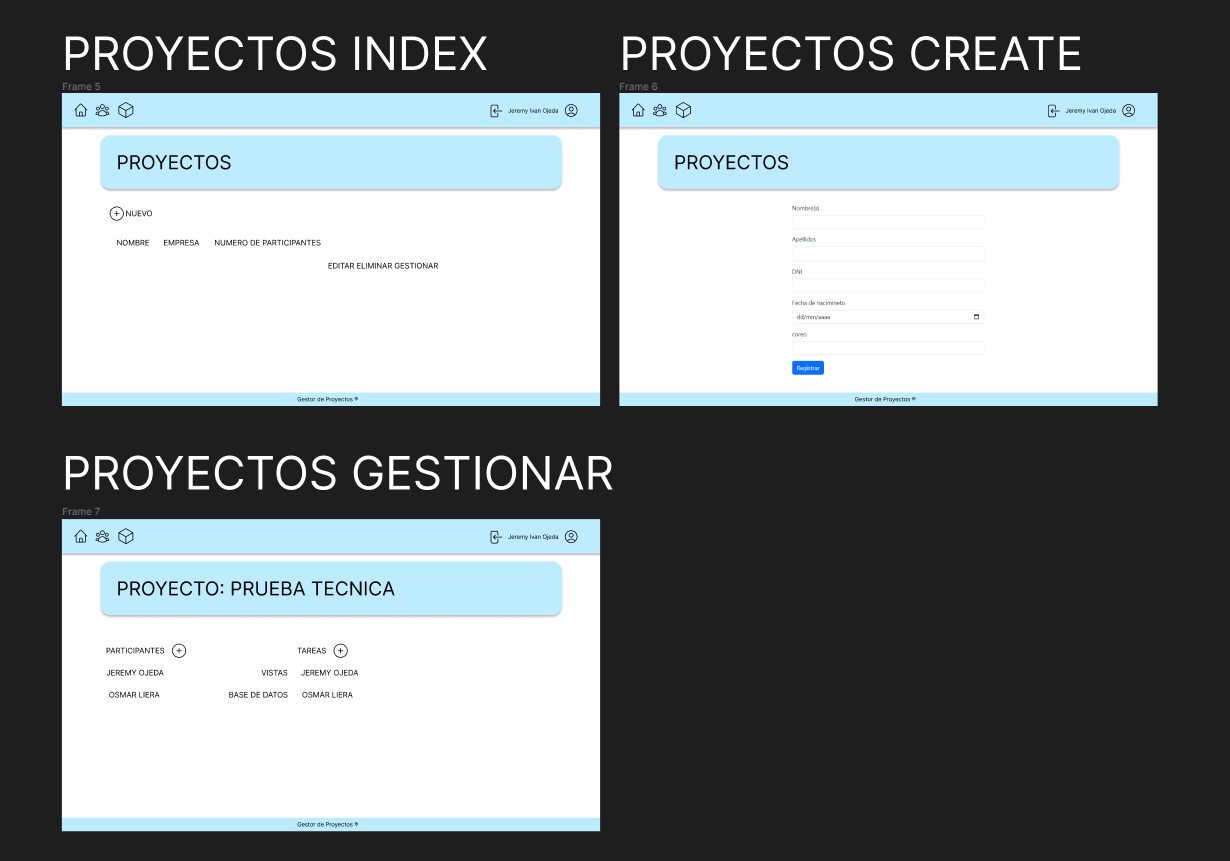 PROYECTOS INDEX
Frame 5
Jeremy Ivan Ojeda
PROYECTOS
NUEVO
NOMBRE EMPRESA NUMERO DE PARTICIPANTES
EDITAR ELIMINAR GESTIONAR
Gestor de Proyectos ®
PROYECTOS CREATE
Frame 6
Jeremy Ivan Ojeda
PROYECTOS
Nombre(s)
Apellidos
DNI
Fecha de nacimineto
dd/mm/aaaa
coreo
Registrar
Gestor de Proyectos ®
PROYECTOS GESTIONAR
Frame 7
Jeremy Ivan Ojeda
PROYECTO: PRUEBA TECNICA
PARTICIPANTES TAREAS
JEREMY OJEDA VISTAS JEREMY OJEDA
OSMAR LIERA BASE DE DATOS OSMAR LIERA
Gestor de Proyectos ®